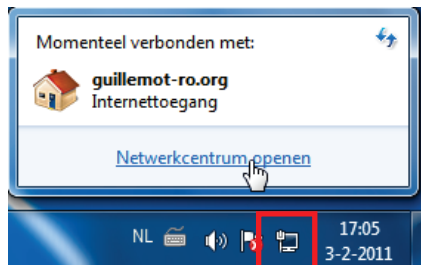 Momenteel verbonden met:
guillemot-ro.org
Internettoegang
Netwerkcentrum openen
NL
17:05
3-2-2011